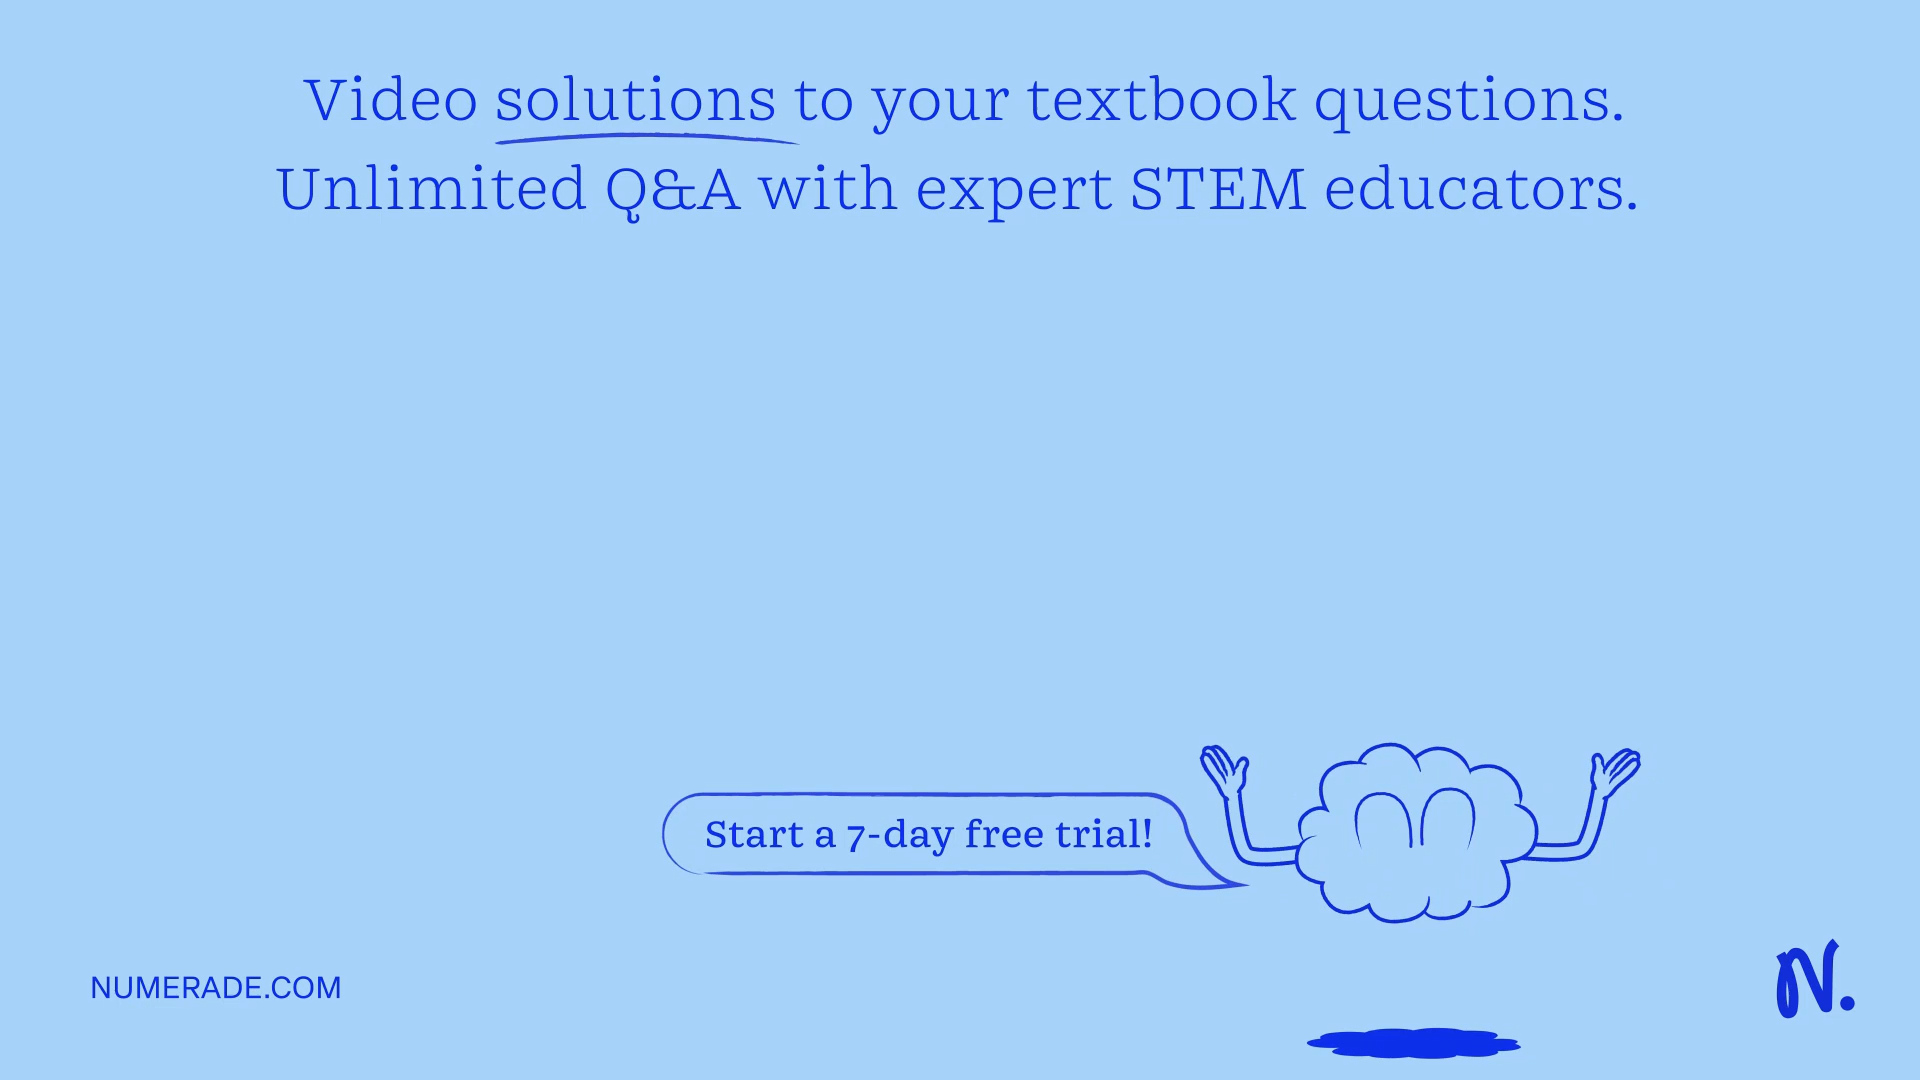 Video solutions to your textbook questions.
Unlimited Q&A with expert STEM educators.
Start a 7-day free trial!
NUMERADE.COM
N.